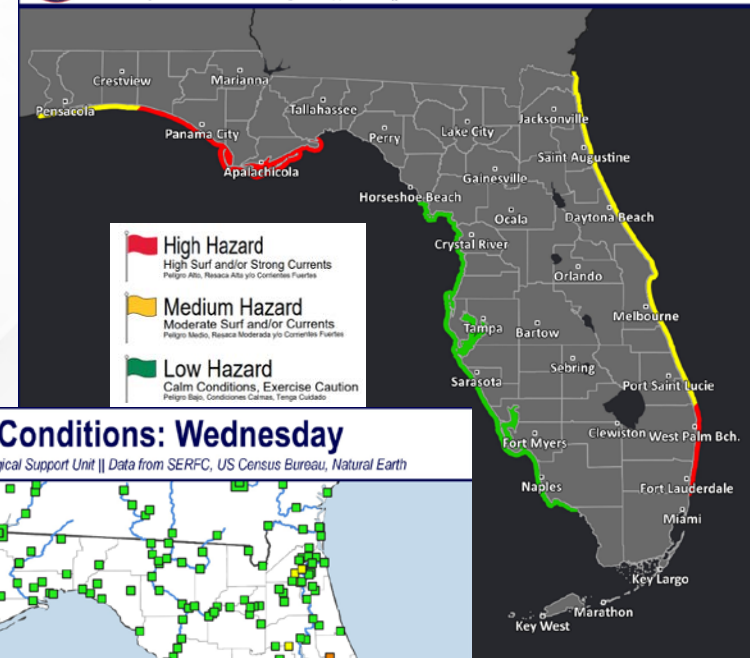 Crestview
Marianna
Pensacola
Tallahassee
Jacksonville
Panama City
Perry
Lake City
Saint Augustine
Apalachicola
Gainesville
Horseshoe Beach
Ocala
Daytona Beach
Crystal River
Orlando
Melbourne
Tampa
Bartow
Sebring
Sarasota
Port Saint Lucie
Clewiston
West Palm Bch.
Fort Myers
Naples
Fort Lauderdale
Miami
Key Largo
Marathon
Key West
High Hazard
High Surf and/or Strong Currents
Peligro Alto, Resaca Alta y/o Corrientes Fuertes
Medium Hazard
Moderate Surf and/or Currents
Peligro Medio, Resaca Moderada y/o Corrientes Fuertes
Low Hazard
Calm Conditions, Exercise Caution
Peligro Bajo, Condiciones Calmas, Tenga Cuidado
Conditions: Wednesday
gical Support Unit || Data from SERFC, US Census Bureau, Natural Earth